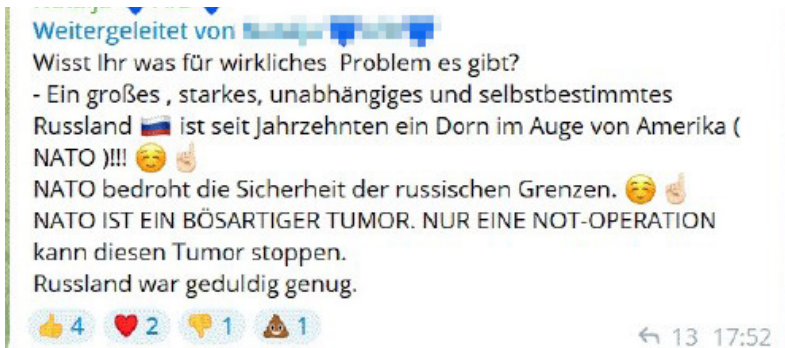 Weitergeleitet von
Wisst Ihr was für wirkliches Problem es gibt?
- Ein großes , starkes, unabhängiges und selbstbestimmtes
Russland 🇷🇺 ist seit Jahrzehnten ein Dorn im Auge von Amerika (
NATO )!!! ☺️ ☝🏻
NATO bedroht die Sicherheit der russischen Grenzen. ☺️ ☝🏻
NATO IST EIN BÖSARTIGER TUMOR. NUR EINE NOT-OPERATION
kann diesen Tumor stoppen.
Russland war geduldig genug.
👍 4 ❤️ 2 👎 1 💩 1
13 17:52